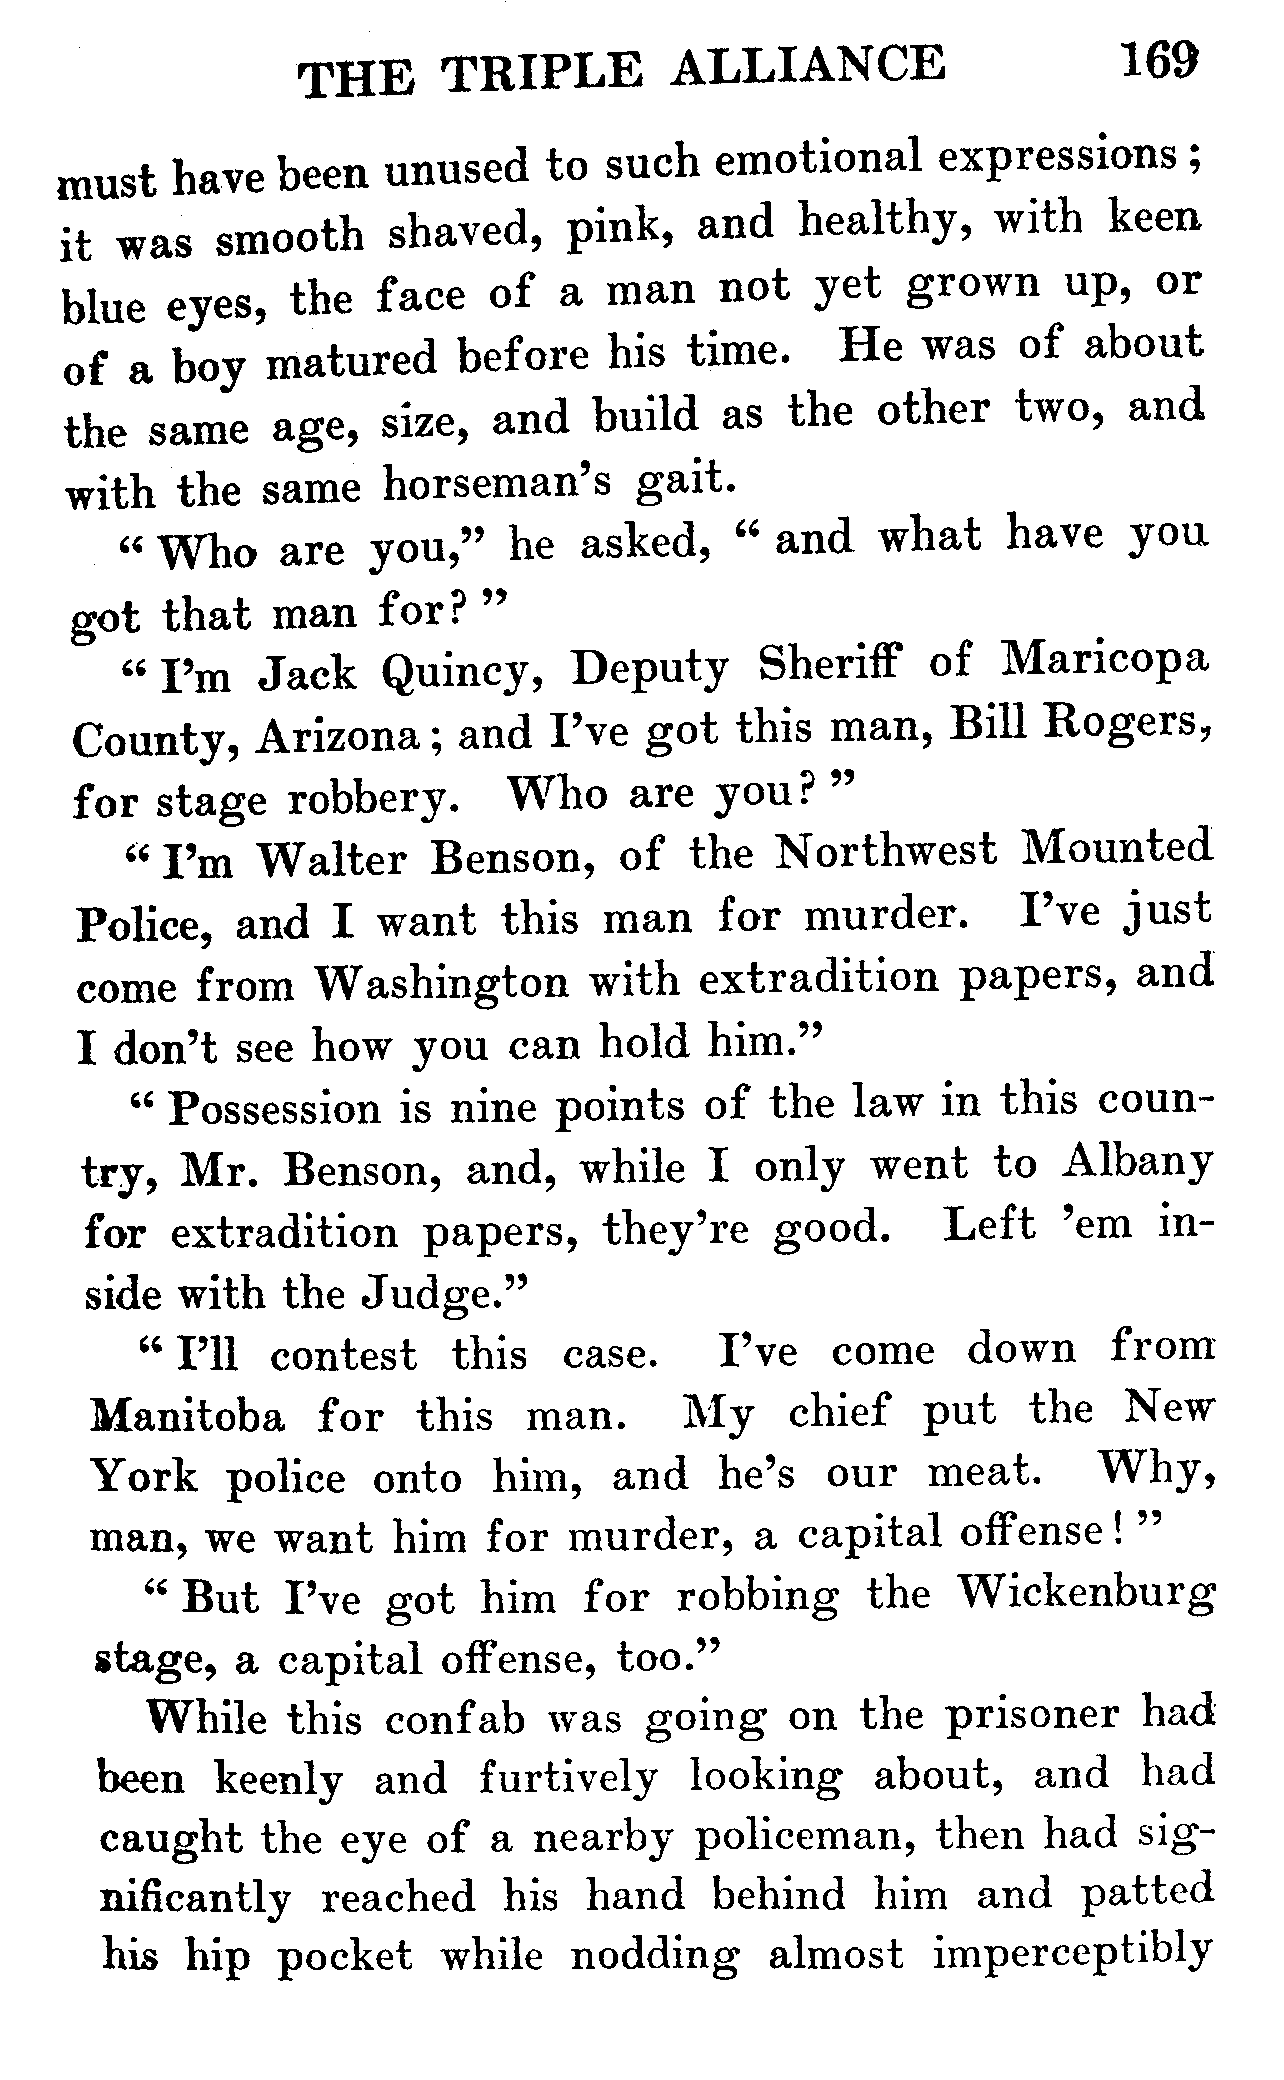 THE TRIPLE ALLIANCE 169
must have been unused to such emotional expressions;
it was smooth shaved, pink, and healthy, with keen
blue eyes, the face of a man not yet grown up, or
of a boy matured before his time. He was of about
the same age, size, and build as the other two, and
with the same horseman's gait.
"Who are you," he asked, "and what have you
got that man for?"
"I'm Jack Quincy, Deputy Sheriff of Maricopa
County, Arizona; and I've got this man, Bill Rogers,
for stage robbery. Who are you?"
"I'm Walter Benson, of the Northwest Mounted
Police, and I want this man for murder. I've just
come from Washington with extradition papers, and
I don't see how you can hold him."
"Possession is nine points of the law in this coun-
try, Mr. Benson, and, while I only went to Albany
for extradition papers, they're good. Left 'em in-
side with the Judge."
"I'll contest this case. I've come down from
Manitoba for this man. My chief put the New
York police onto him, and he's our meat. Why,
man, we want him for murder, a capital offense!"
"But I've got him for robbing the Wickenburg
stage, a capital offense, too."
While this confab was going on the prisoner had
been keenly and furtively looking about, and had
caught the eye of a nearby policeman, then had sig-
nificantly reached his hand behind him and patted
his hip pocket while nodding almost imperceptibly